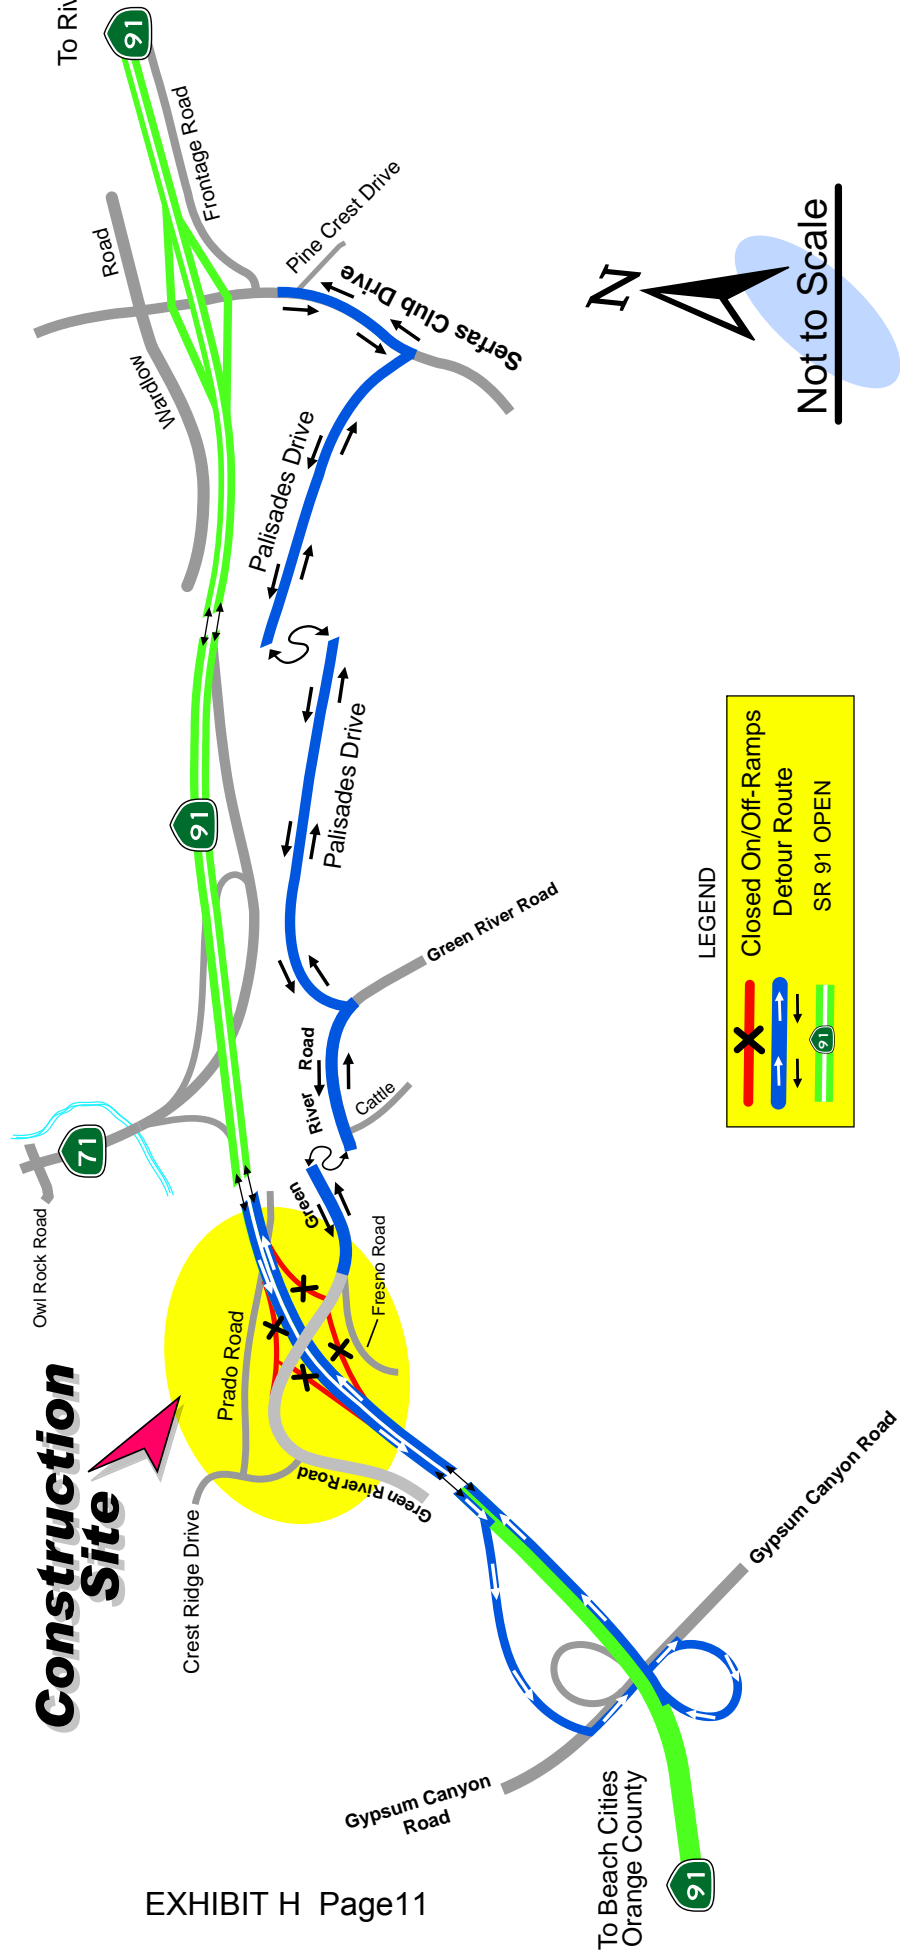 To Riv
91
Frontage Road
Road
Wardlow
Pine Crest Drive
Serfas Club Drive
Palisades Drive
N
Not to Scale
91
Palisades Drive
Green River Road
River Road
Cattle
Green
71
Owl Rock Road
Construction
Site
Prado Road
Fresno Road
Green River Road
Crest Ridge Drive
Gypsum Canyon Road
Gypsum Canyon
Road
To Beach Cities
Orange County
91
LEGEND
Closed On/Off-Ramps
Detour Route
91
SR 91 OPEN
EXHIBIT H Page11